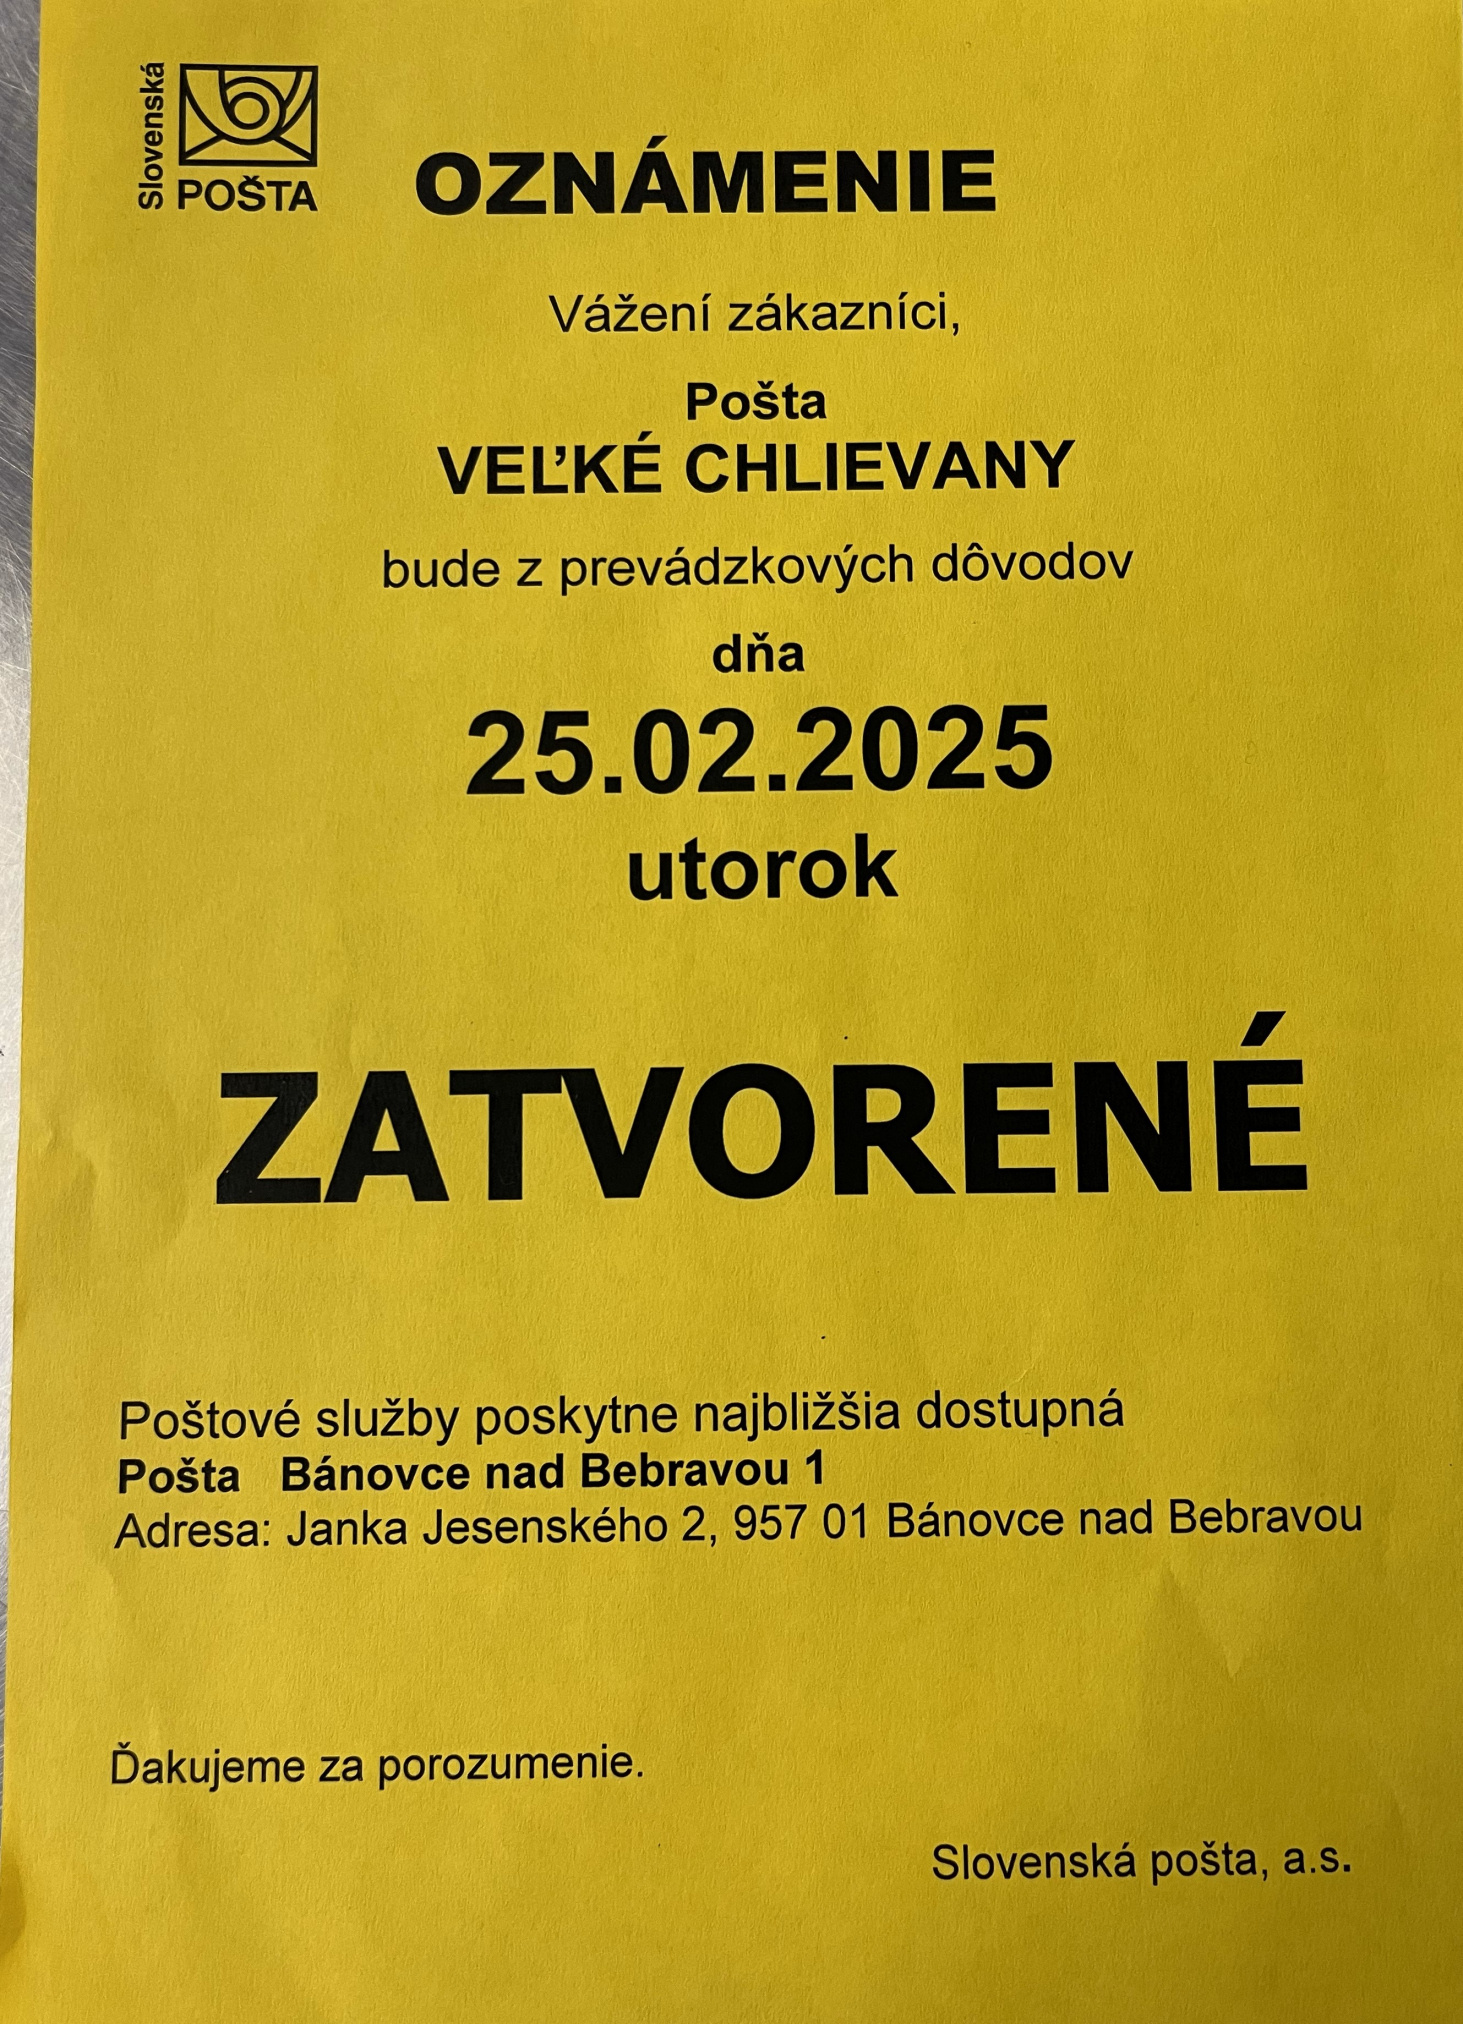 Slovenská
POŠTA
OZNÁMENIE
Vážení zákazníci,
Pošta
VEĽKÉ CHLIEVANY
bude z prevádzkových dôvodov
dňa
25.02.2025
utorok
ZATVORENÉ
Poštové služby poskytne najbližšia dostupná
Pošta Bánovce nad Bebravou 1
Adresa: Janka Jesenského 2, 957 01 Bánovce nad Bebravou
Ďakujeme za porozumenie.
Slovenská pošta, a.s.